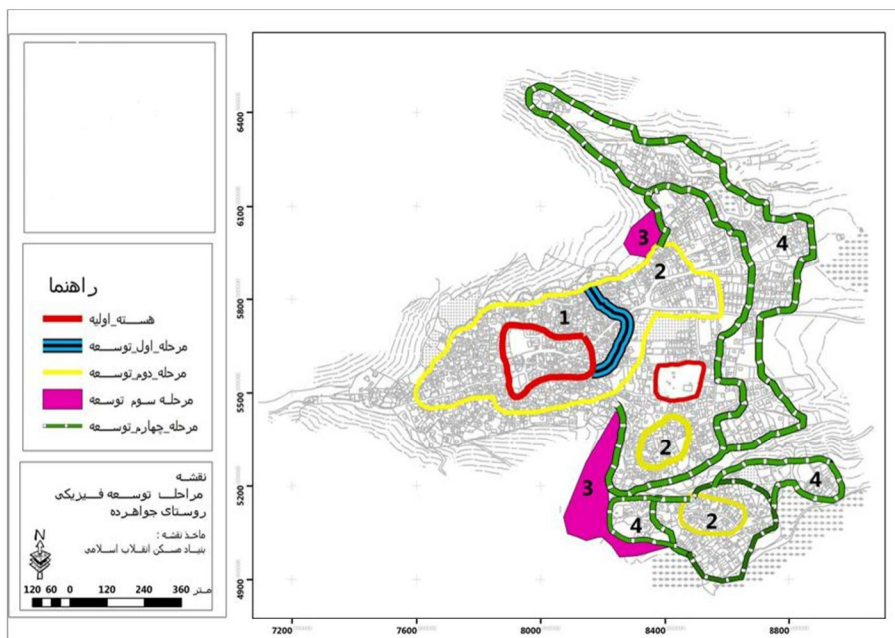 راهنما
هسته_اولیه
مرحله_اول_توسعه
مرحله_دوم_توسعه
مرحله سوم توسعه
مرحله_چهارم_توسعه
نقشه
مراحل توسعه فیزیکی
روستای جواهرده
ماخذ نقشه :
بنیاد مسکن انقلاب اسلامی
N
120 60 0 120 240 360 متر
6400
6100
5800
5500
5200
4900
7200 7600 8000 8400 8800
4
3
2
1
2
3
4
2
4